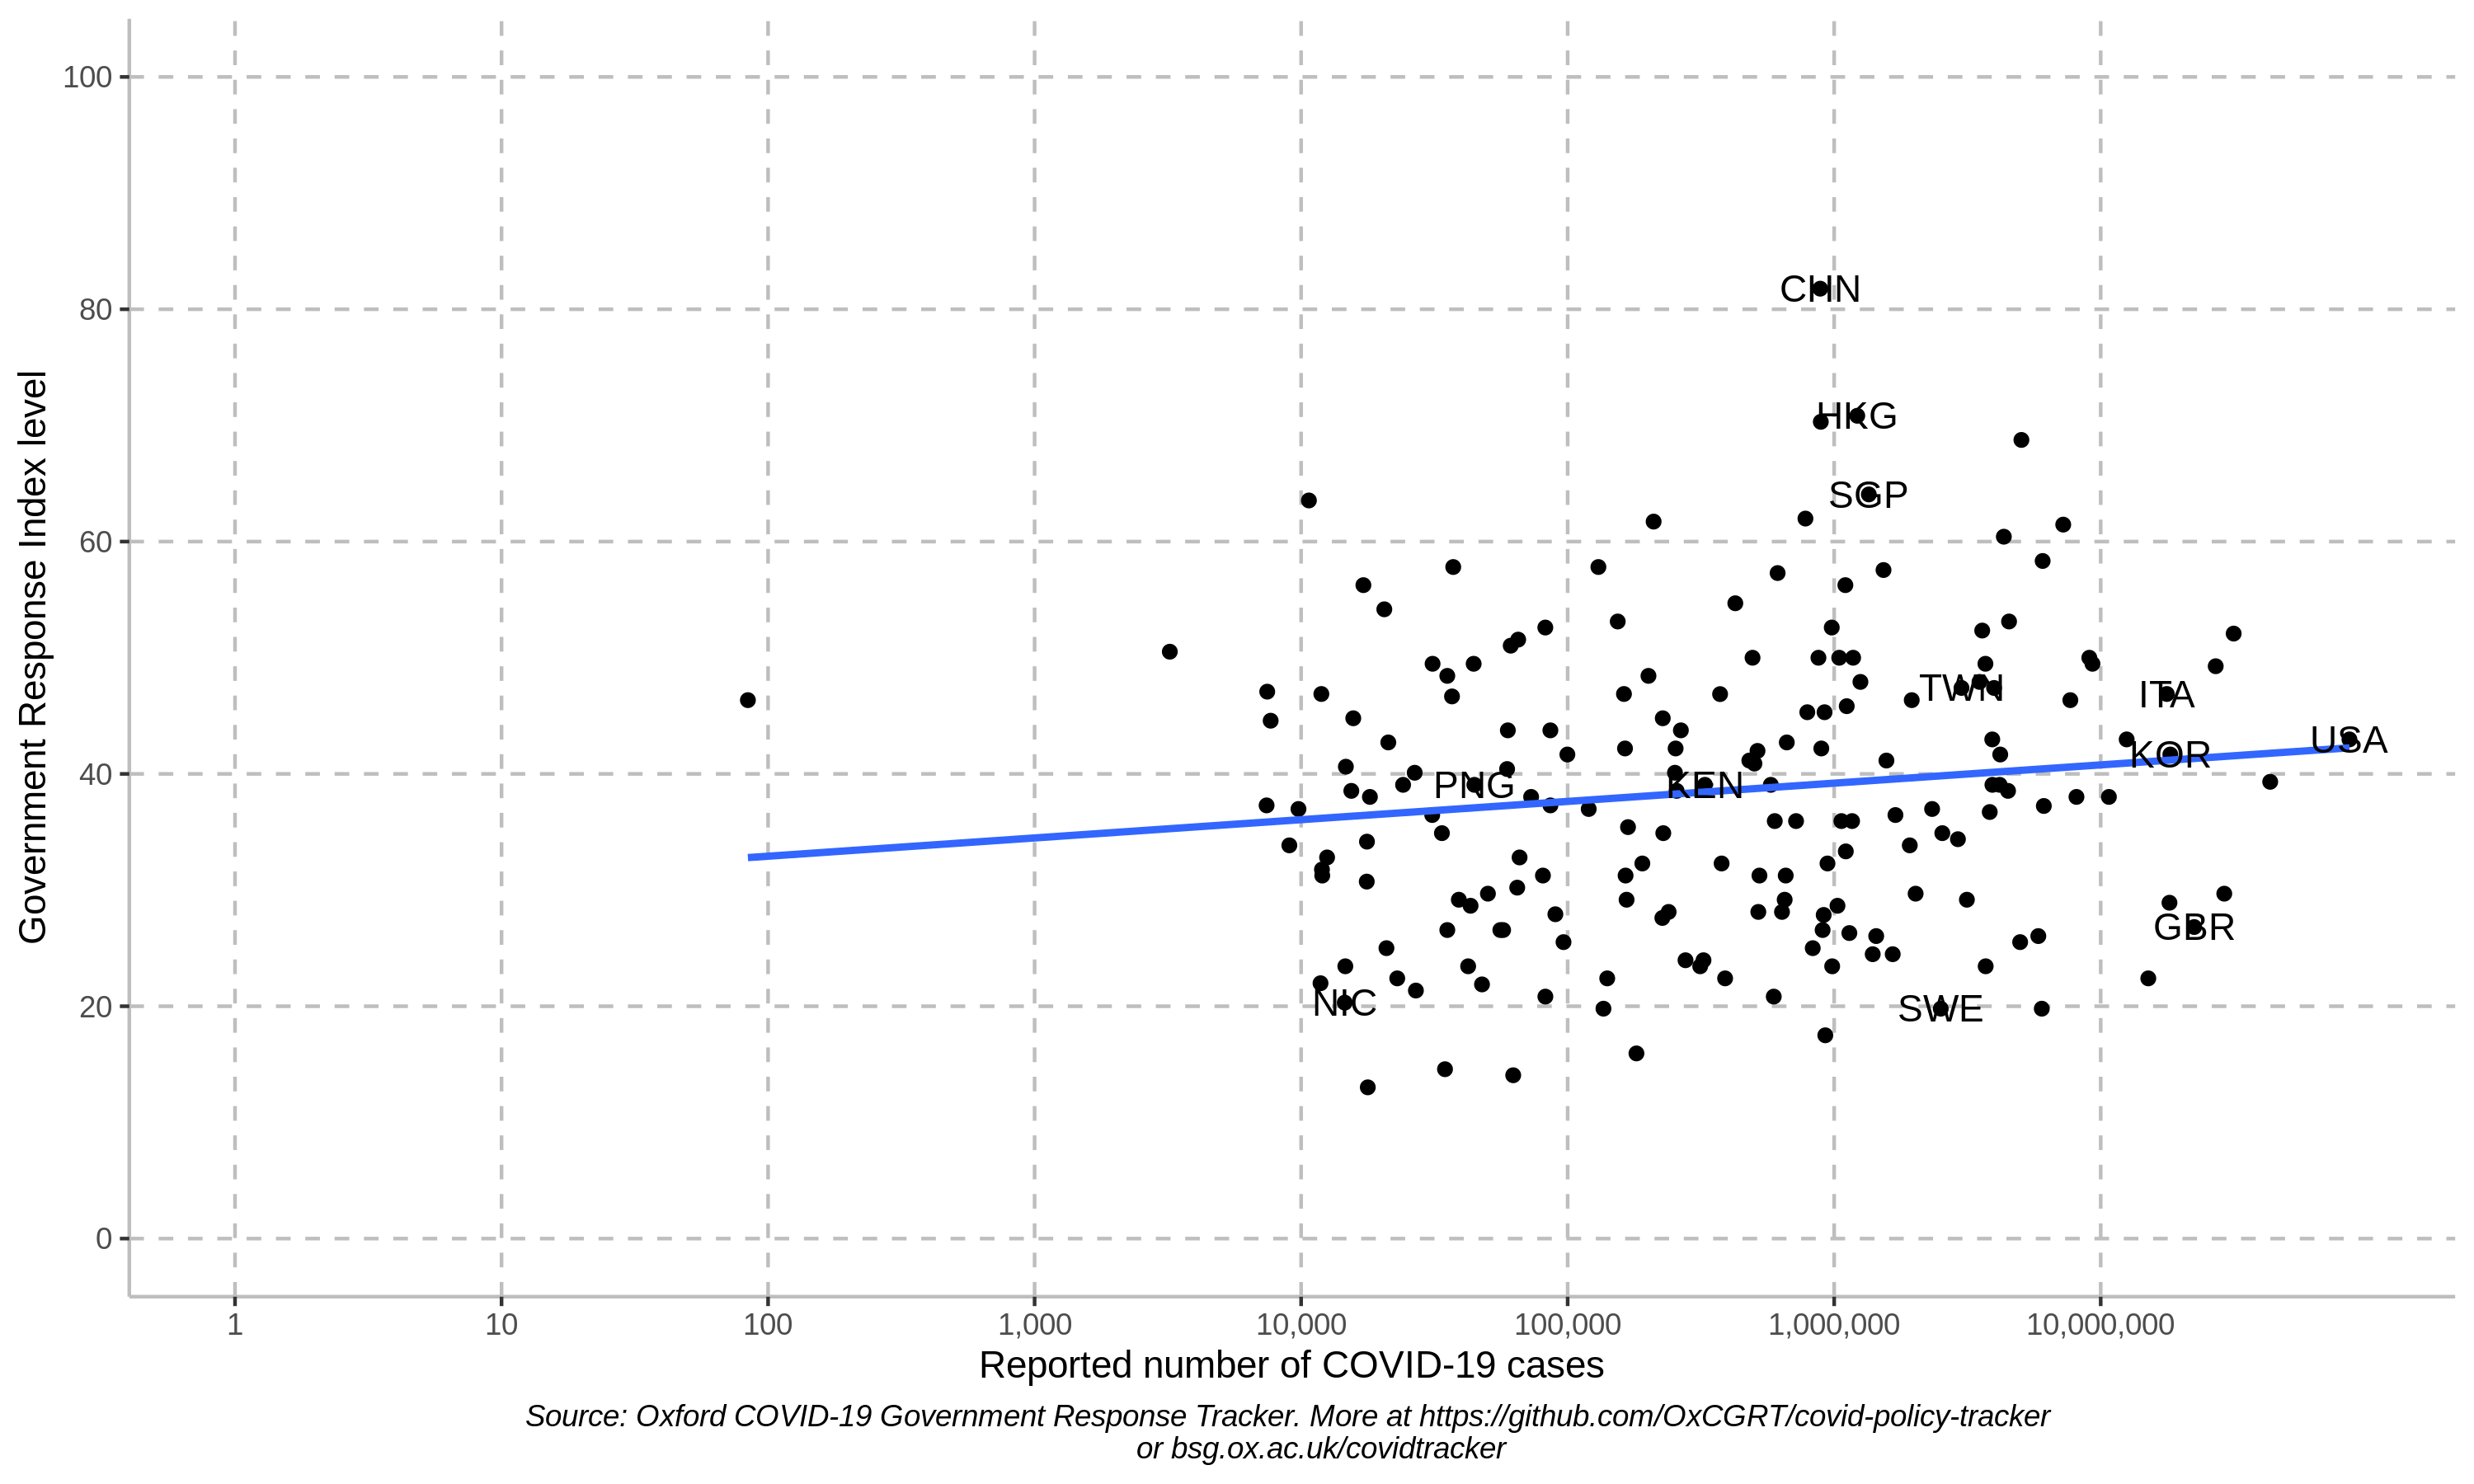 100
80
60
40
20
0
Government Response Index level
CHN
HKG
SGP
TWN
ITA
USA
KOR
PNG
KEN
GBR
NIC
SWE
1
10
100
1,000
10,000
100,000
1,000,000
10,000,000
Reported number of COVID-19 cases
Source: Oxford COVID-19 Government Response Tracker. More at https://github.com/OxCGRT/covid-policy-tracker
or bsg.ox.ac.uk/covidtracker